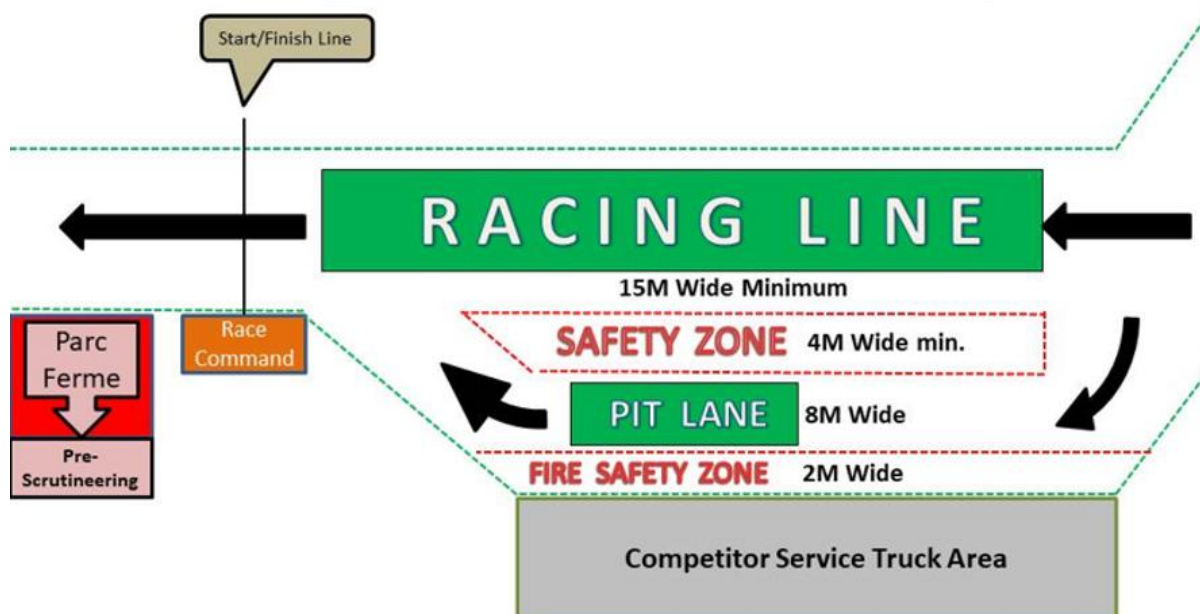 Start/Finish Line
RACING LINE
15M Wide Minimum
SAFETY ZONE 4M Wide min.
Race
Command
Parc
Ferme
PIT LANE 8M Wide
Pre-
Scrutineering
FIRE SAFETY ZONE 2M Wide
Competitor Service Truck Area